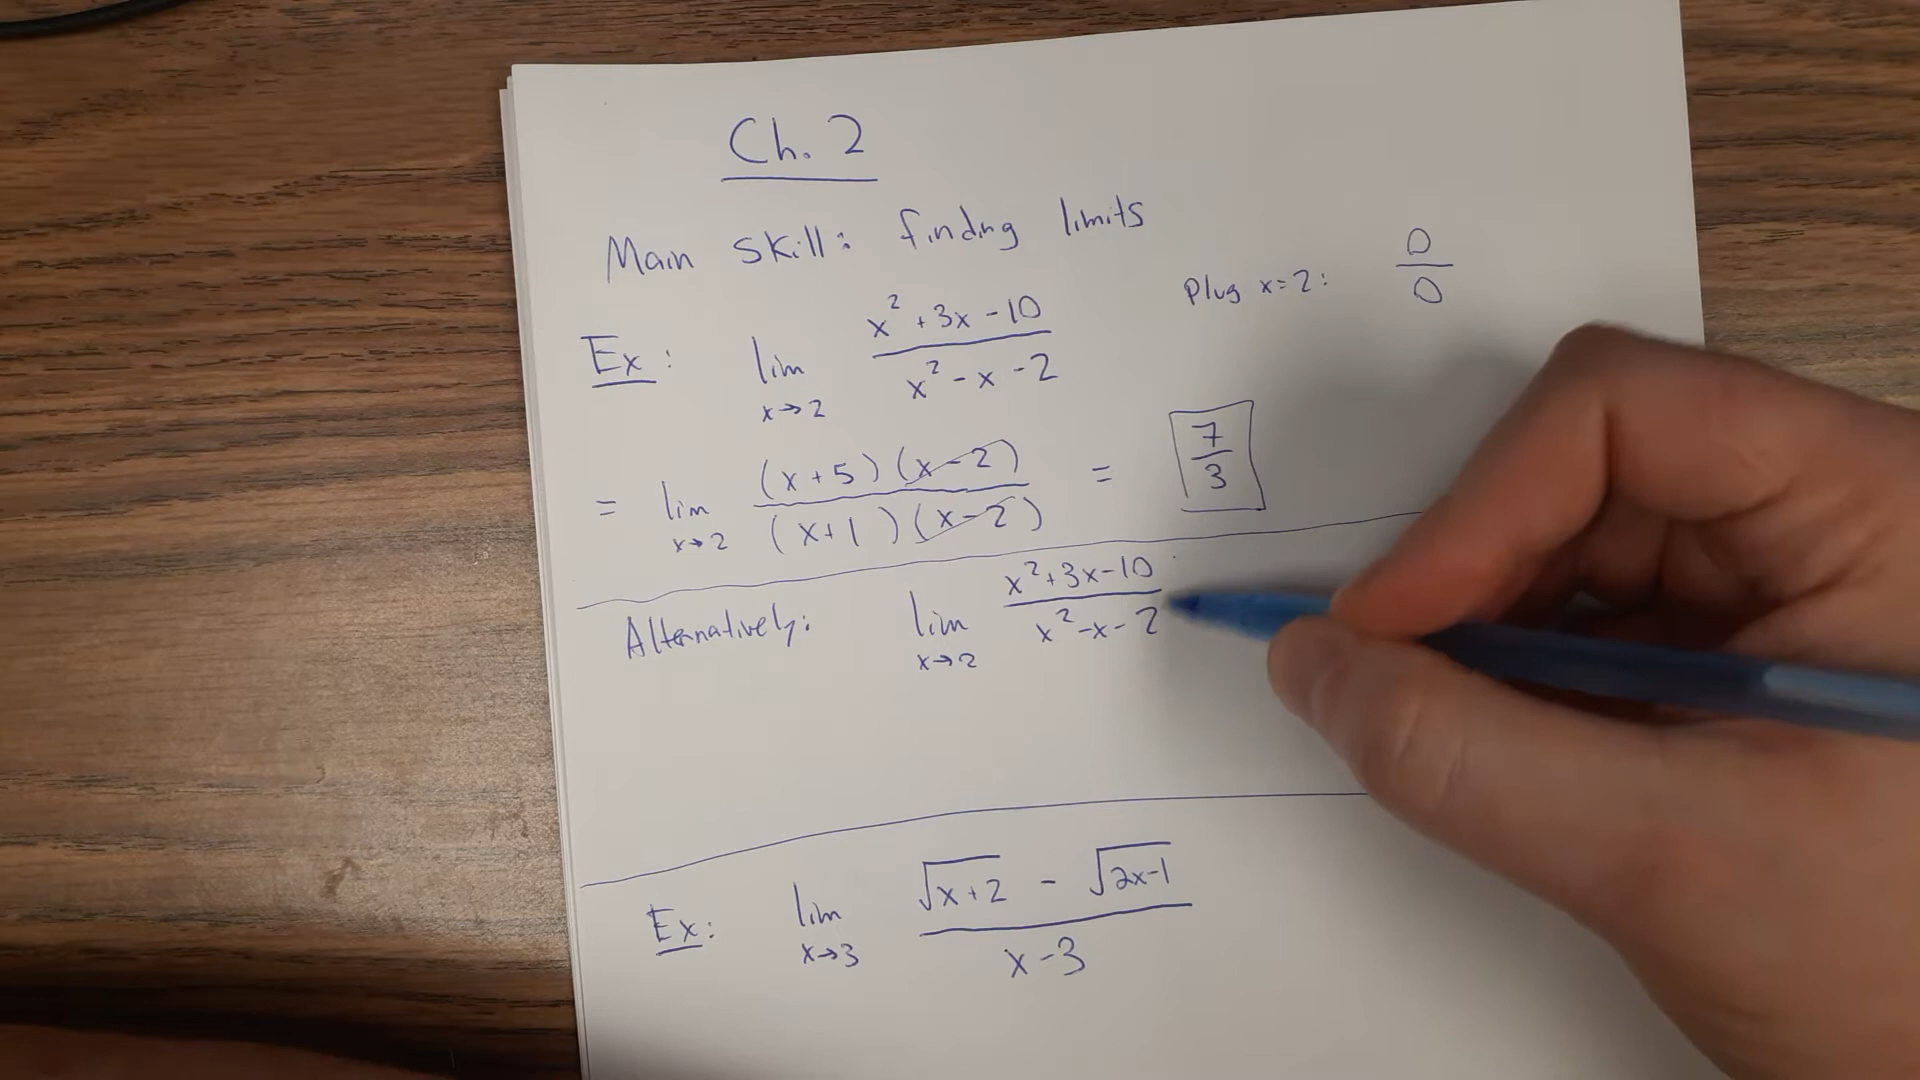 Ch. 2
Main skill: finding limits
Plug x=2: 0/0
Ex: lim x→2 (x²+3x-10)/(x²-x-2)
= lim x→2 ((x+5)(x-2))/((x+1)(x-2)) = 7/3
Alternatively: lim x→2 (x²+3x-10)/(x²-x-2)
Ex: lim x→3 (√(x+2) - √(2x-1))/(x-3)